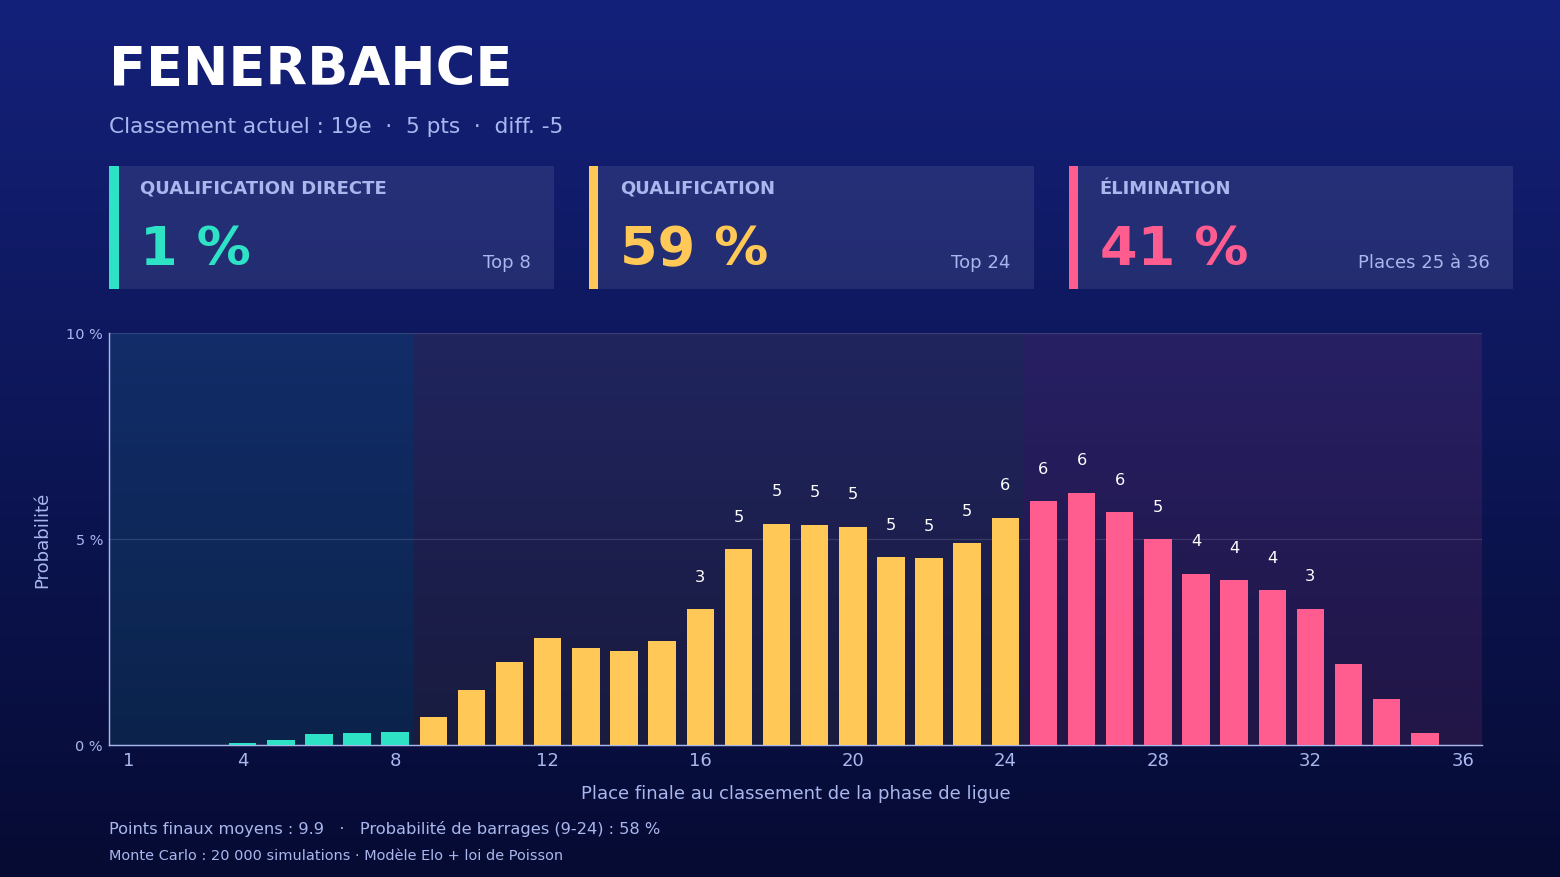 FENERBAHCE
Classement actuel : 19e · 5 pts · diff. -5
QUALIFICATION DIRECTE
1 %
Top 8
QUALIFICATION
59 %
Top 24
ÉLIMINATION
41 %
Places 25 à 36
Probabilité
10 %
5 %
0 %
3 5 5 5 5 5 5 5 6 6 6 6 5 4 4 4 3
1 4 8 12 16 20 24 28 32 36
Place finale au classement de la phase de ligue
Points finaux moyens : 9.9 · Probabilité de barrages (9-24) : 58 %
Monte Carlo : 20 000 simulations · Modèle Elo + loi de Poisson